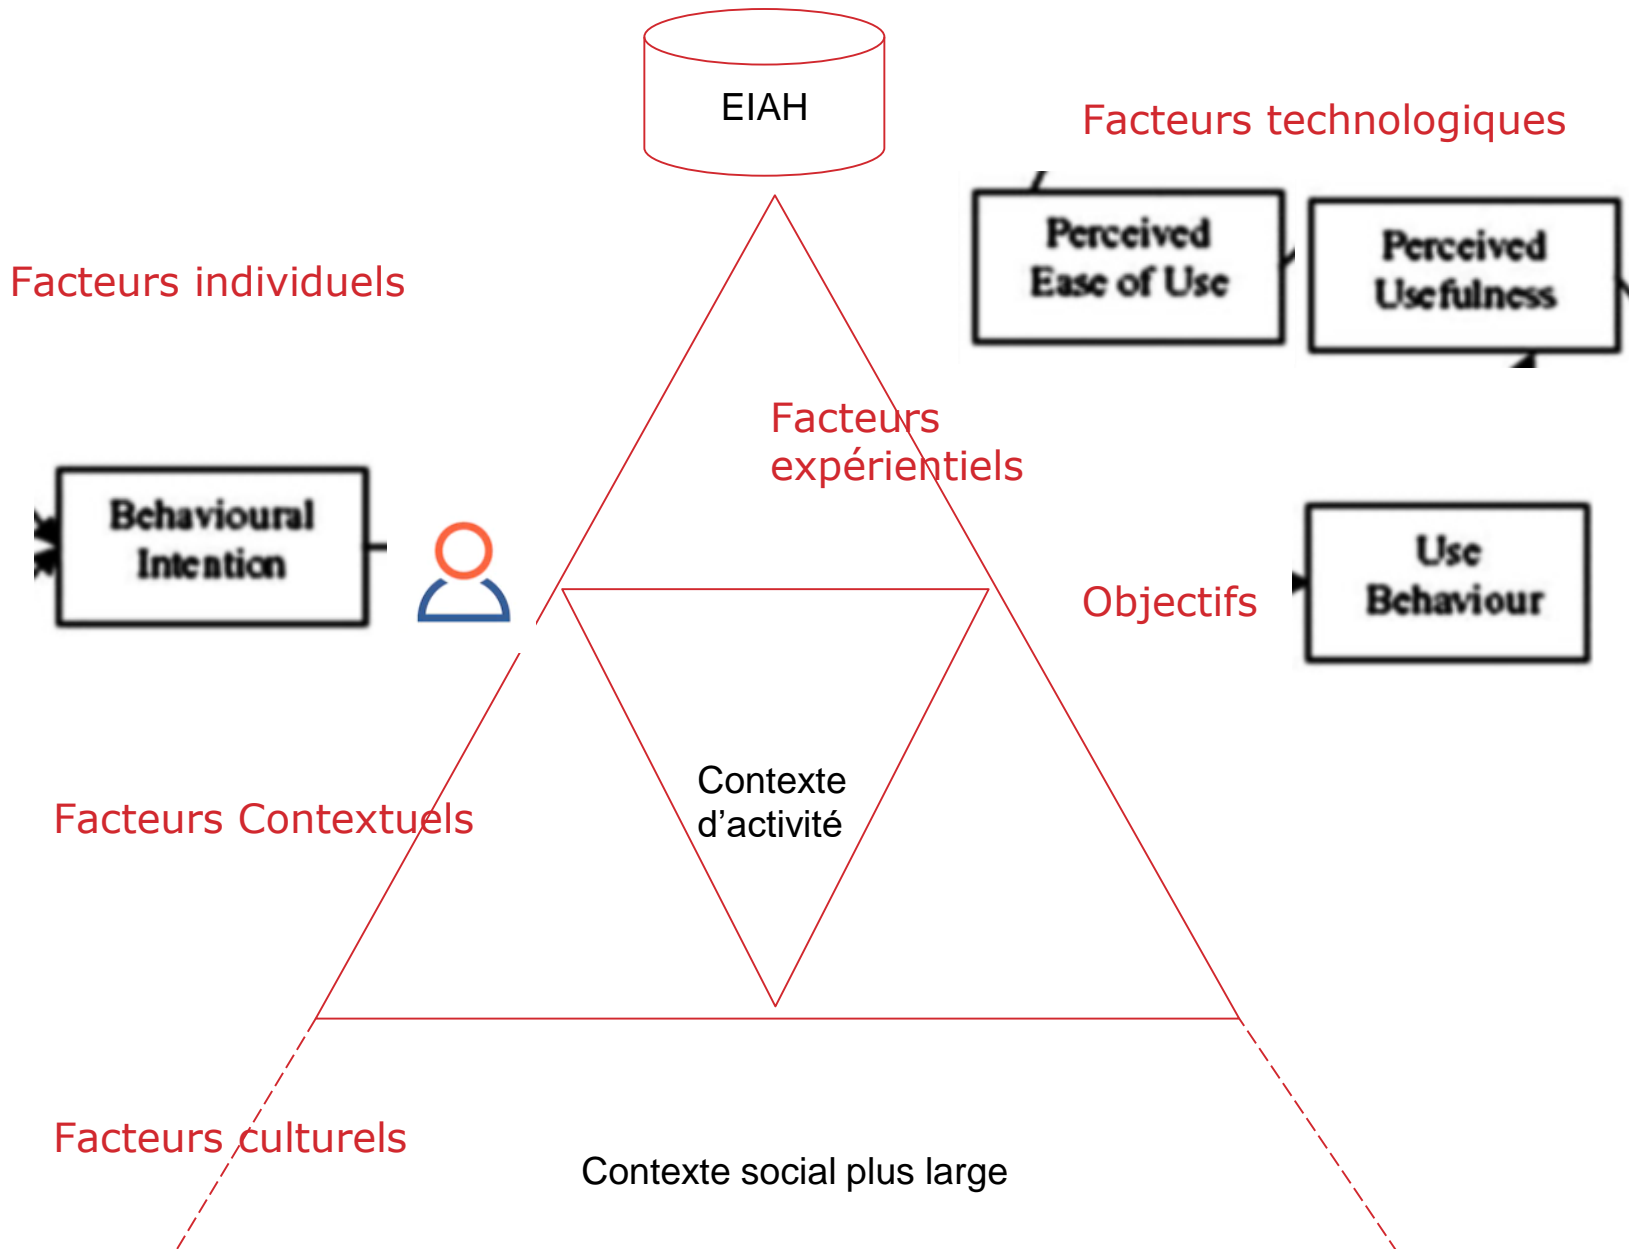 EIAH
Facteurs technologiques
Perceived
Ease of Use
Perceived
Usefulness
Facteurs individuels
Facteurs
expérientiels
Behavioural
Intention
Objectifs
Use
Behaviour
Contexte
d’activité
Facteurs Contextuels
Facteurs culturels
Contexte social plus large